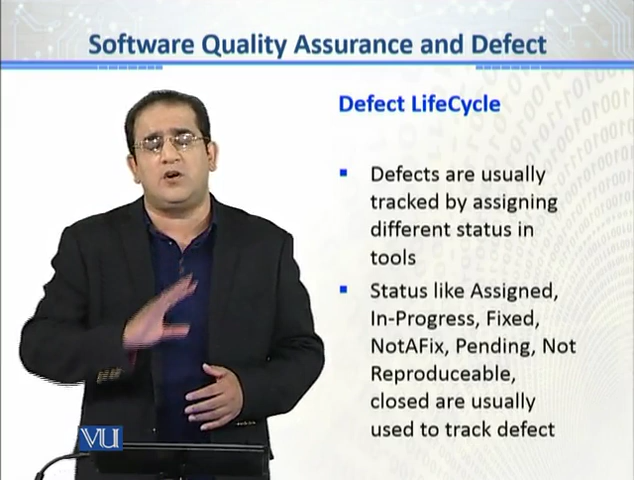 Software Quality Assurance and Defect
Defect LifeCycle
Defects are usually
tracked by assigning
different status in
tools
Status like Assigned,
In-Progress, Fixed,
NotAFix, Pending, Not
Reproduceable,
closed are usually
used to track defect
VU